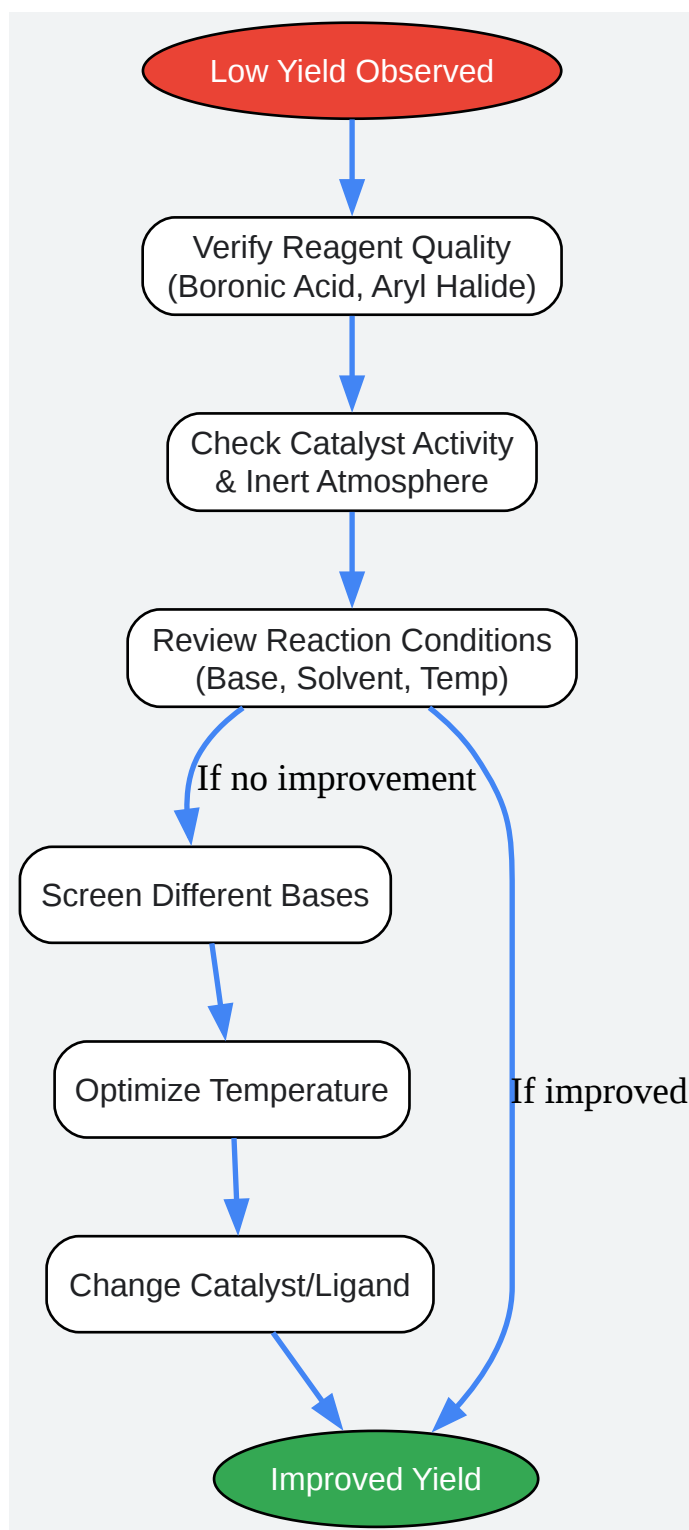 Low Yield Observed
Verify Reagent Quality
(Boronic Acid, Aryl Halide)
Check Catalyst Activity
& Inert Atmosphere
Review Reaction Conditions
(Base, Solvent, Temp)
If no improvement
Screen Different Bases
Optimize Temperature
If improved
Change Catalyst/Ligand
Improved Yield